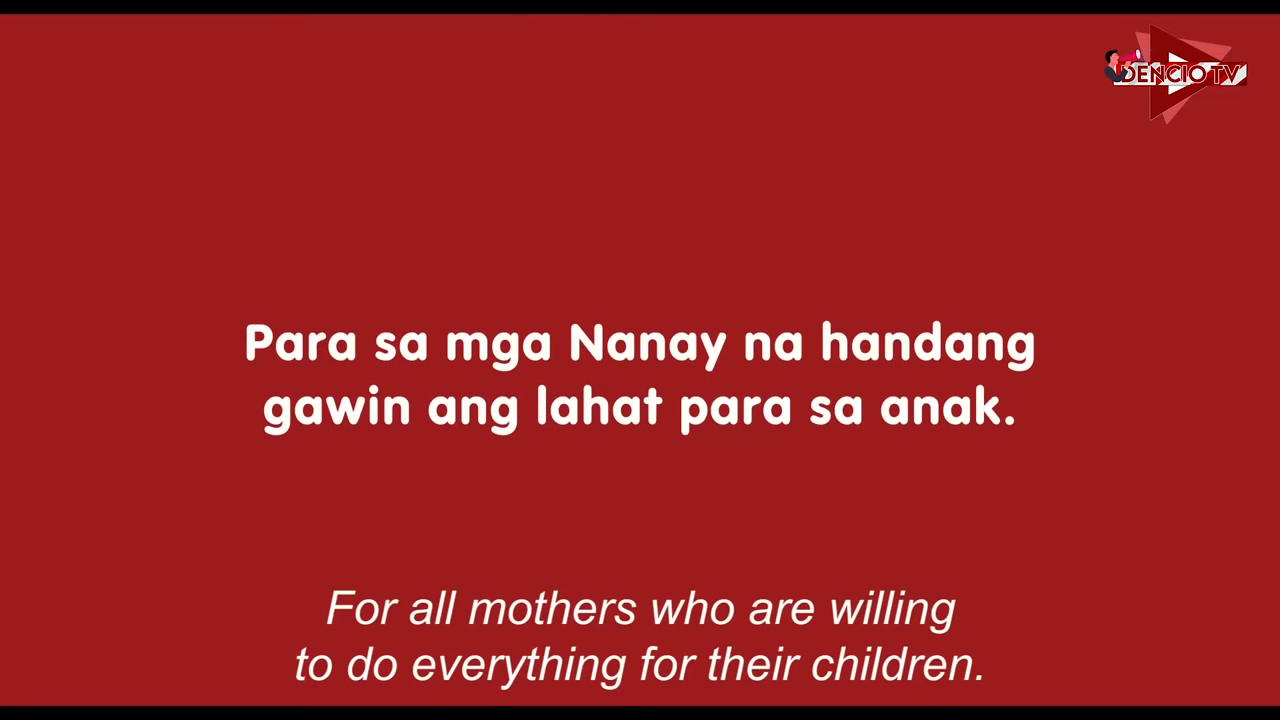 DENCIO TV
Para sa mga Nanay na handang
gawin ang lahat para sa anak.
For all mothers who are willing
to do everything for their children.